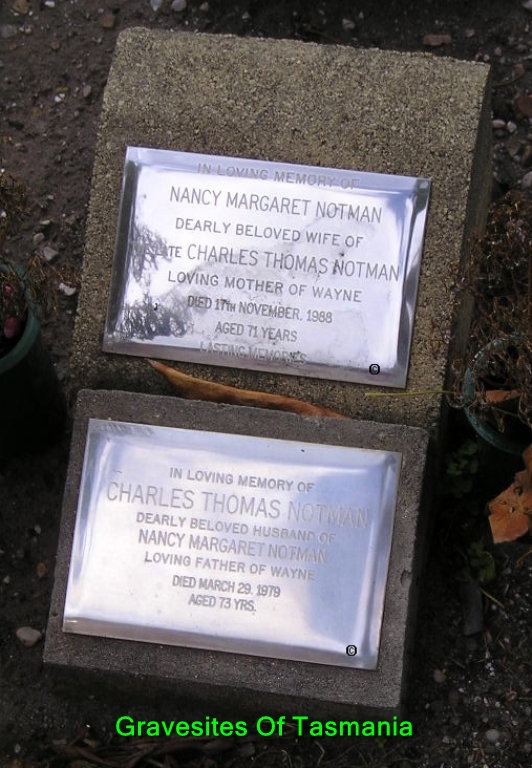 IN LOVING MEMORY OF
NANCY MARGARET NOTMAN
DEARLY BELOVED WIFE OF
LATE CHARLES THOMAS NOTMAN
LOVING MOTHER OF WAYNE
DIED 17TH NOVEMBER, 1988
AGED 71 YEARS
LASTING MEMORIES
©
IN LOVING MEMORY OF
CHARLES THOMAS NOTMAN
DEARLY BELOVED HUSBAND OF
NANCY MARGARET NOTMAN
LOVING FATHER OF WAYNE
DIED MARCH 29, 1979
AGED 73 YRS.
©
Gravesites Of Tasmania